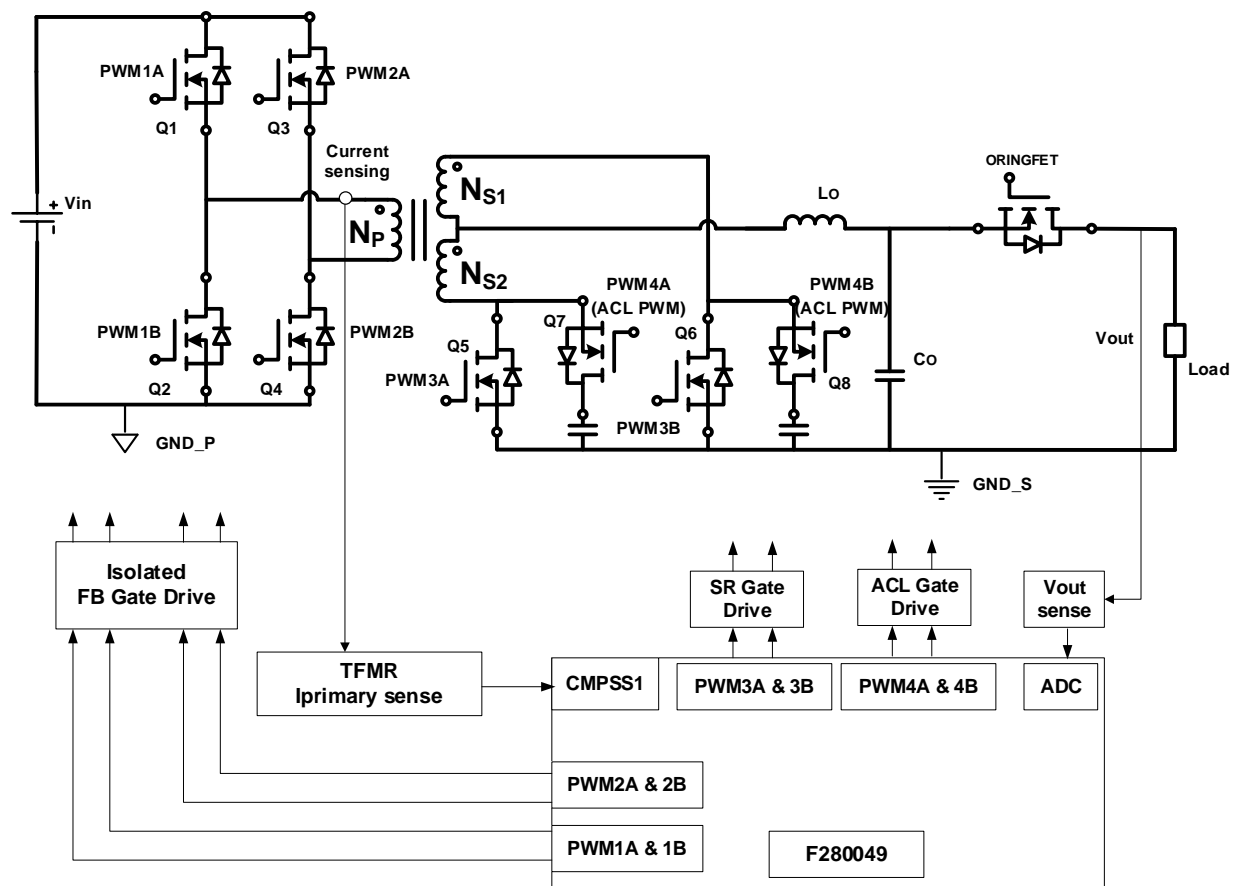 PWM1A
PWM2A
Q1
Q3
Current
sensing
ORINGFET
+
Vin
-
NP
NS1
NS2
LO
PWM4A
(ACL PWM)
PWM4B
(ACL PWM)
PWM1B
PWM2B
Q7
Q6
Q5
Q8
CO
Vout
Load
PWM3A
Q2
Q4
PWM3B
GND_P
GND_S
Isolated
FB Gate Drive
SR Gate
Drive
ACL Gate
Drive
Vout
sense
TFMR
Iprimary sense
CMPSS1
PWM3A & 3B
PWM4A & 4B
ADC
PWM2A & 2B
PWM1A & 1B
F280049